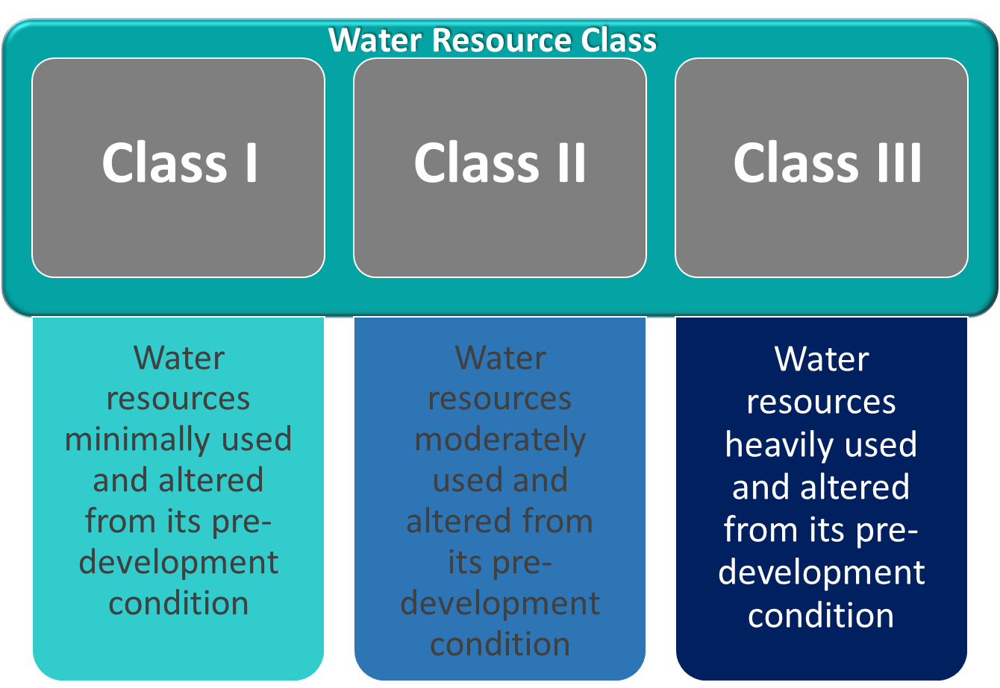 Water Resource Class
Class I
Class II
Class III
Water
resources
minimally used
and altered
from its pre-
development
condition
Water
resources
moderately
used and
altered from
its pre-
development
condition
Water
resources
heavily used
and altered
from its pre-
development
condition